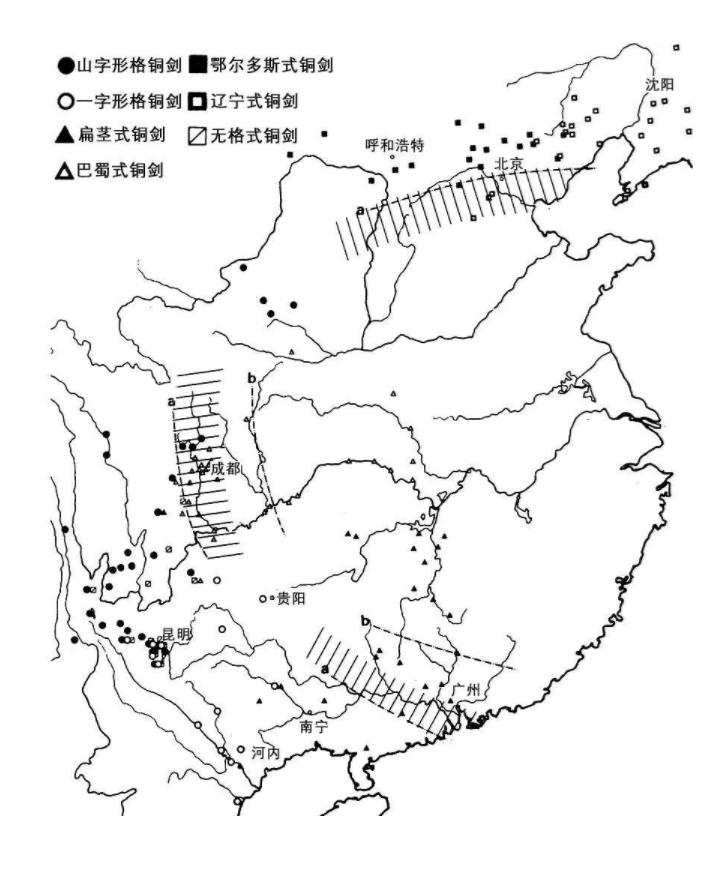 山字形格铜剑 鄂尔多斯式铜剑
一字形格铜剑 辽宁式铜剑
扁茎式铜剑 无格式铜剑
巴蜀式铜剑
沈阳
呼和浩特
北京
a
b
a
成都
贵阳
昆明
b
a
广州
南宁
河内